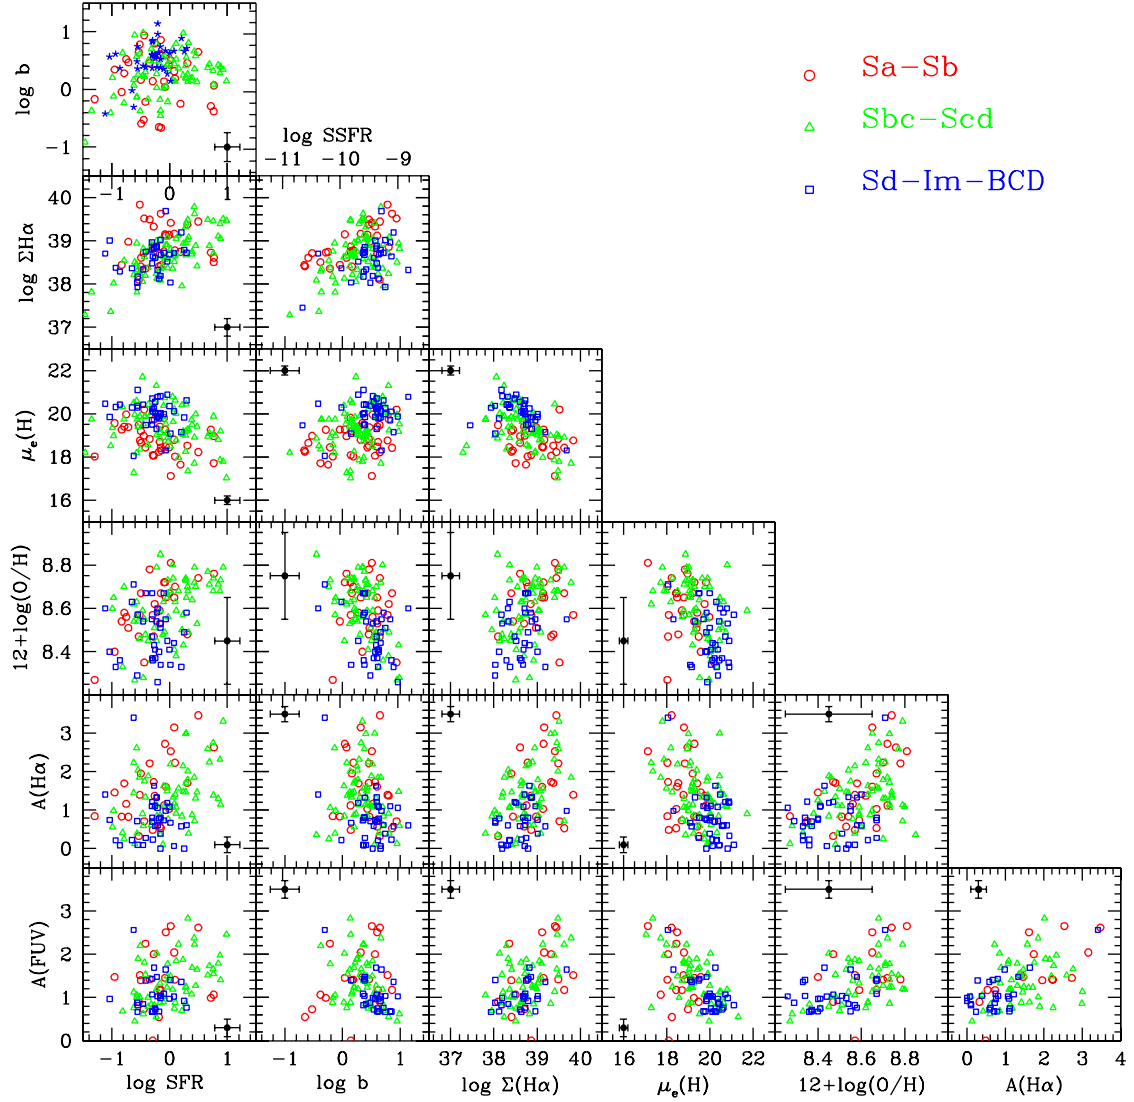 1
0
−1
log b
Sa−Sb
Sbc−Scd
Sd−Im−BCD
log SSFR
−11 −10 −9
−1 0 1
40
39
38
37
log ΣHα
22
20
18
16
μe(H)
8.8
8.6
8.4
12+log(O/H)
3
2
1
0
A(Hα)
3
2
1
0
A(FUV)
−1 0 1 −1 0 1 37 38 39 40 16 18 20 22 8.4 8.6 8.8 0 1 2 3 4
log SFR log b log Σ(Hα) μe(H) 12+log(O/H) A(Hα)